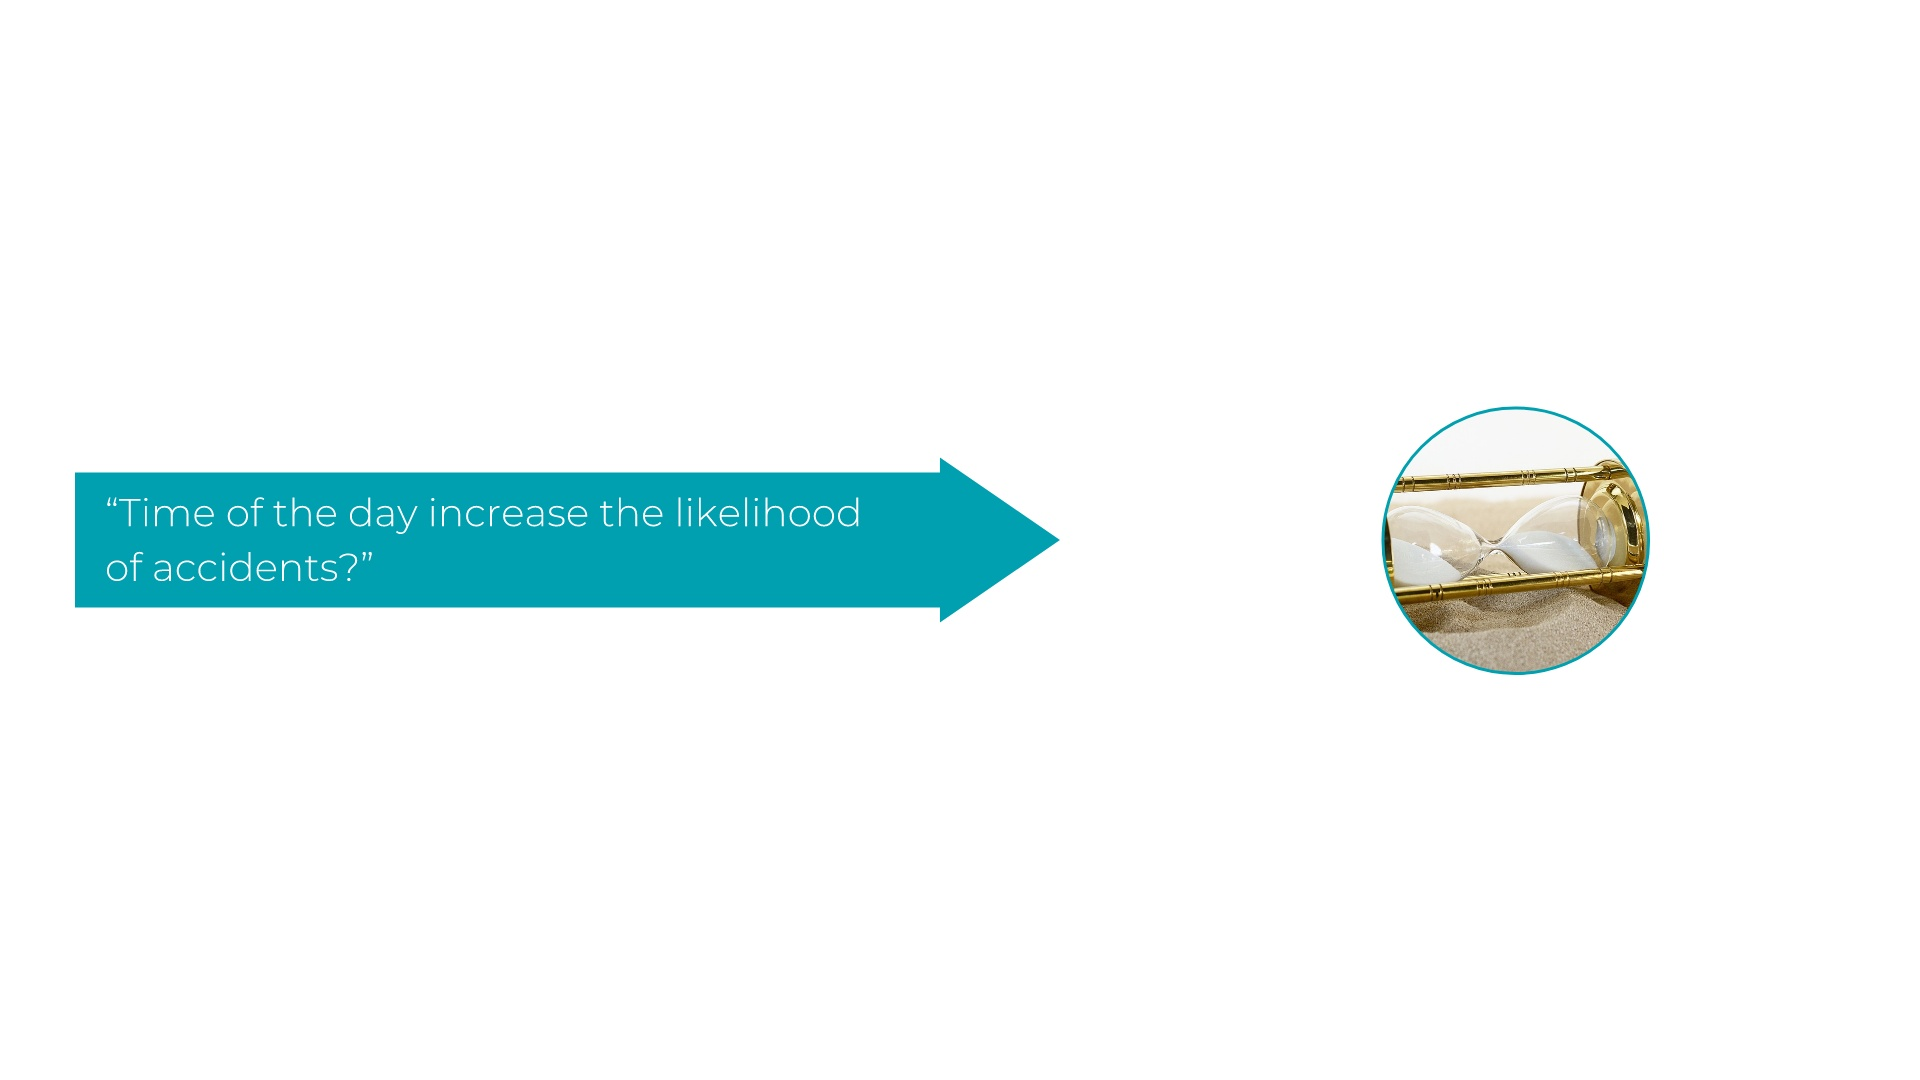 “Time of the day increase the likelihood
of accidents?”